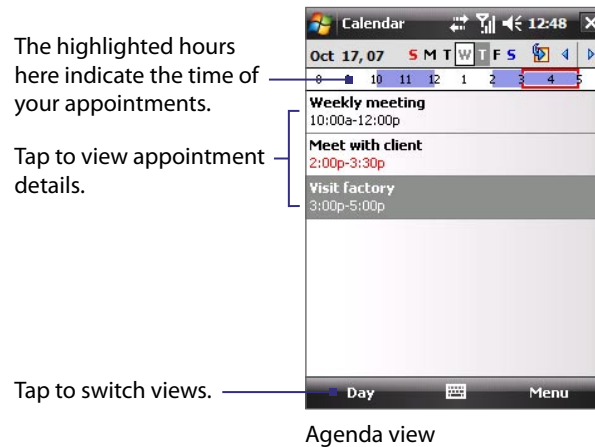 The highlighted hours
here indicate the time of
your appointments.
Tap to view appointment
details.
Tap to switch views.
Calendar 12:48
Oct 17, 07 S M T W T F S
8 9 10 11 12 1 2 3 4 5
Weekly meeting
10:00a-12:00p
Meet with client
2:00p-3:30p
Visit factory
3:00p-5:00p
Day Menu
Agenda view